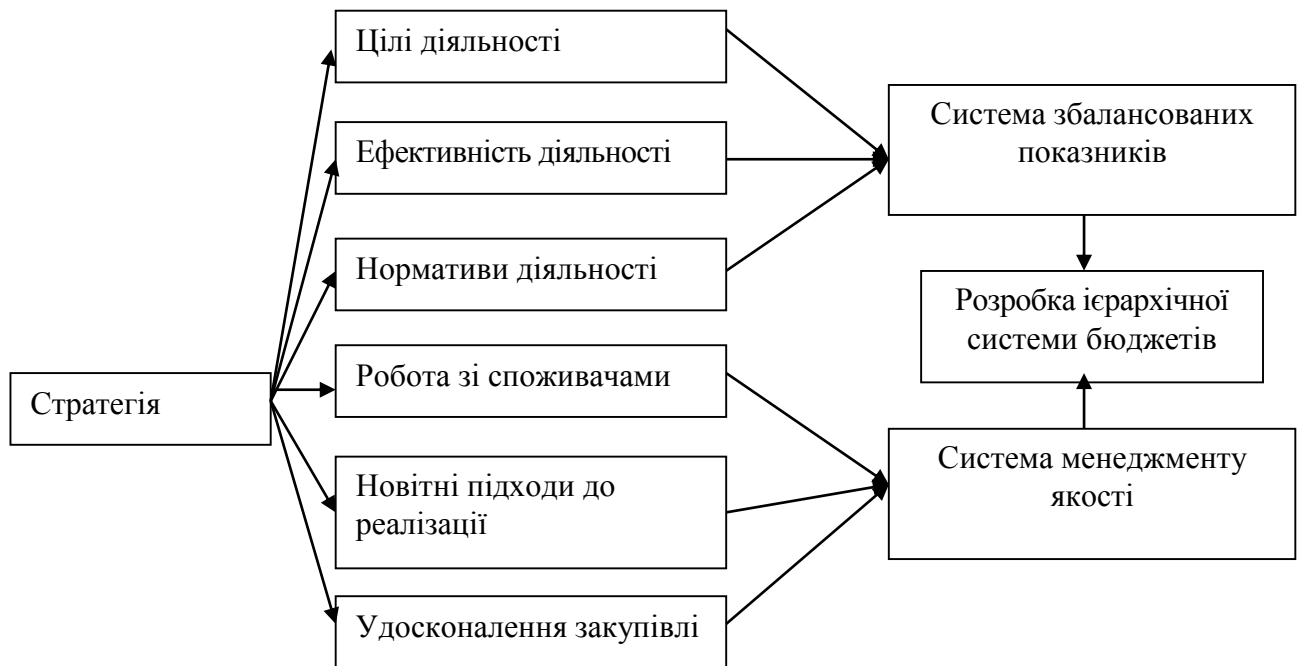 Цілі діяльності
Ефективність діяльності
Нормативи діяльності
Робота зі споживачами
Новітні підходи до
реалізації
Удосконалення закупівлі
Стратегія
Система збалансованих
показників
Розробка ієрархічної
системи бюджетів
Система менеджменту
якості